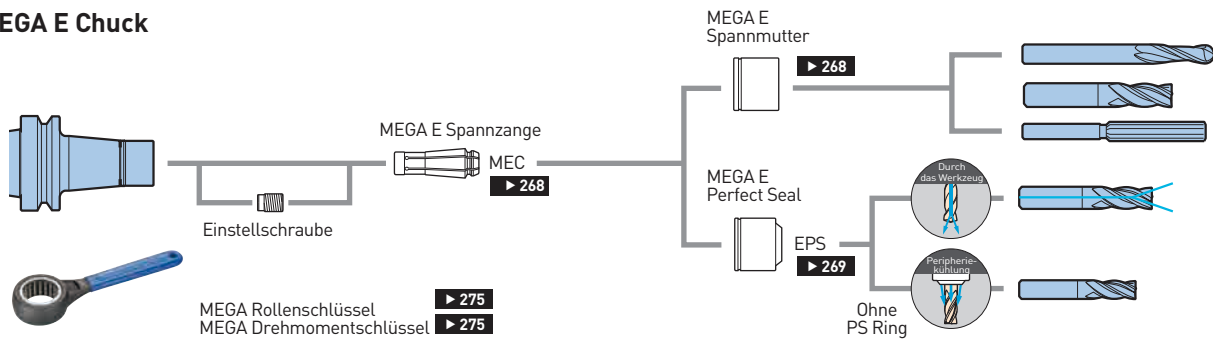 EGA E Chuck
MEGA E
Spannmutter
▶ 268
MEGA E Spannzange
MEC
▶ 268
Einstellschraube
MEGA E
Perfect Seal
EPS
▶ 269
Durch
das Werkzeug
Peripherie-
kühlung
Ohne
PS Ring
MEGA Rollenschlüssel ▶ 275
MEGA Drehmomentschlüssel ▶ 275